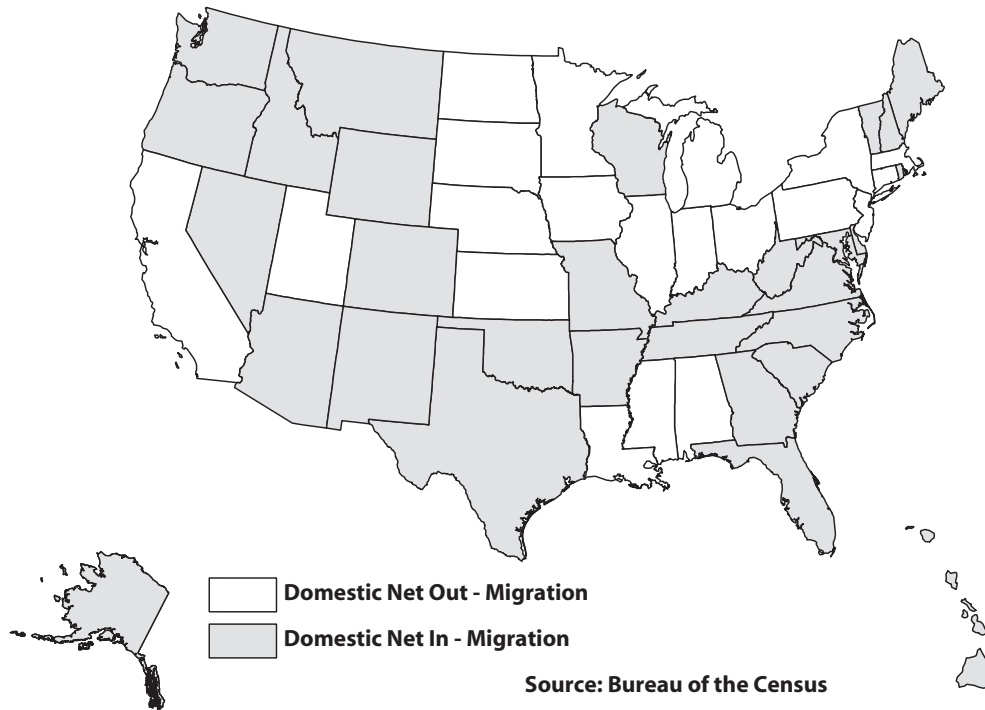 Domestic Net Out - Migration
Domestic Net In - Migration
Source: Bureau of the Census